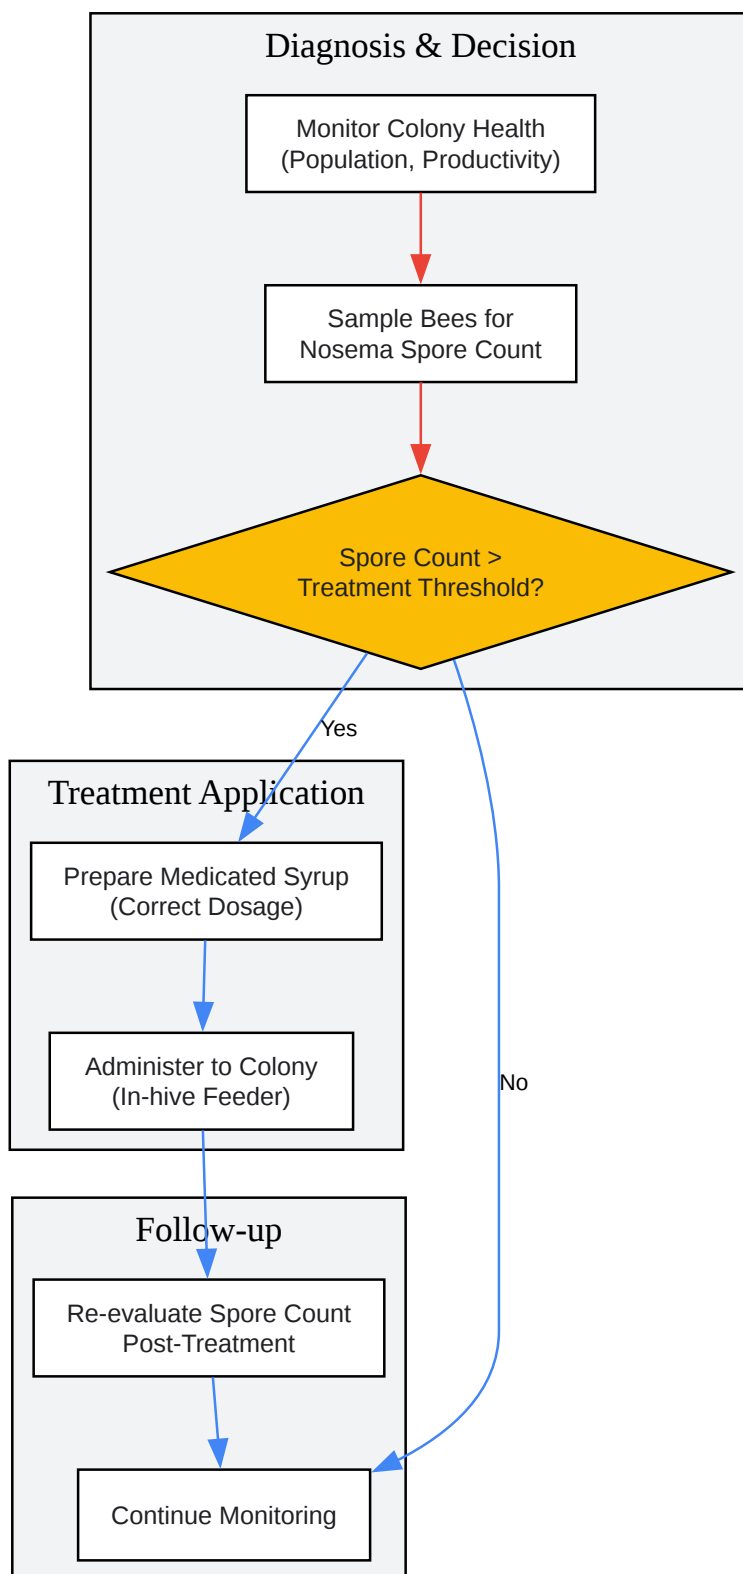 Diagnosis & Decision
Monitor Colony Health
(Population, Productivity)
Sample Bees for
Nosema Spore Count
Spore Count >
Treatment Threshold?
Yes
Treatment Application
Prepare Medicated Syrup
(Correct Dosage)
Administer to Colony
(In-hive Feeder)
No
Follow-up
Re-evaluate Spore Count
Post-Treatment
Continue Monitoring